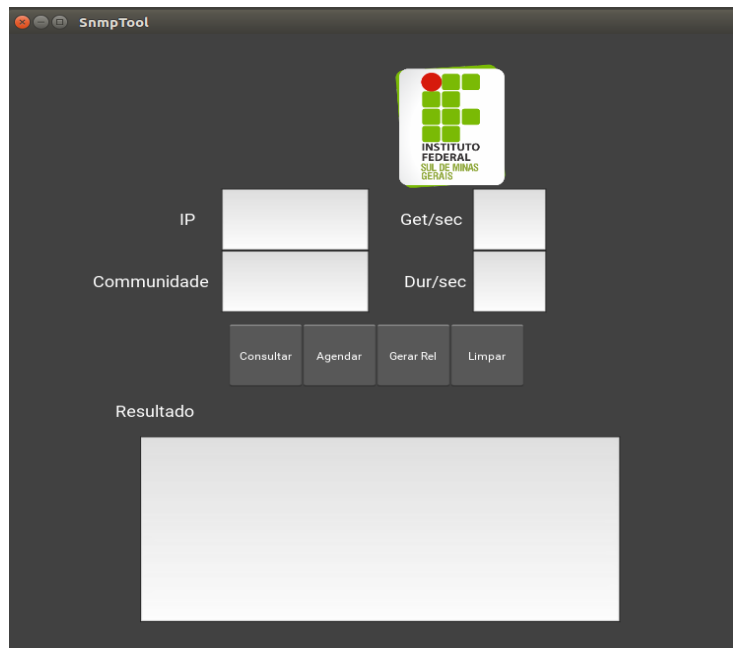 SnmpTool
INSTITUTO
FEDERAL
SUL DE MINAS
GERAIS
IP
Get/sec
Communidade
Dur/sec
Consultar
Agendar
Gerar Rel
Limpar
Resultado